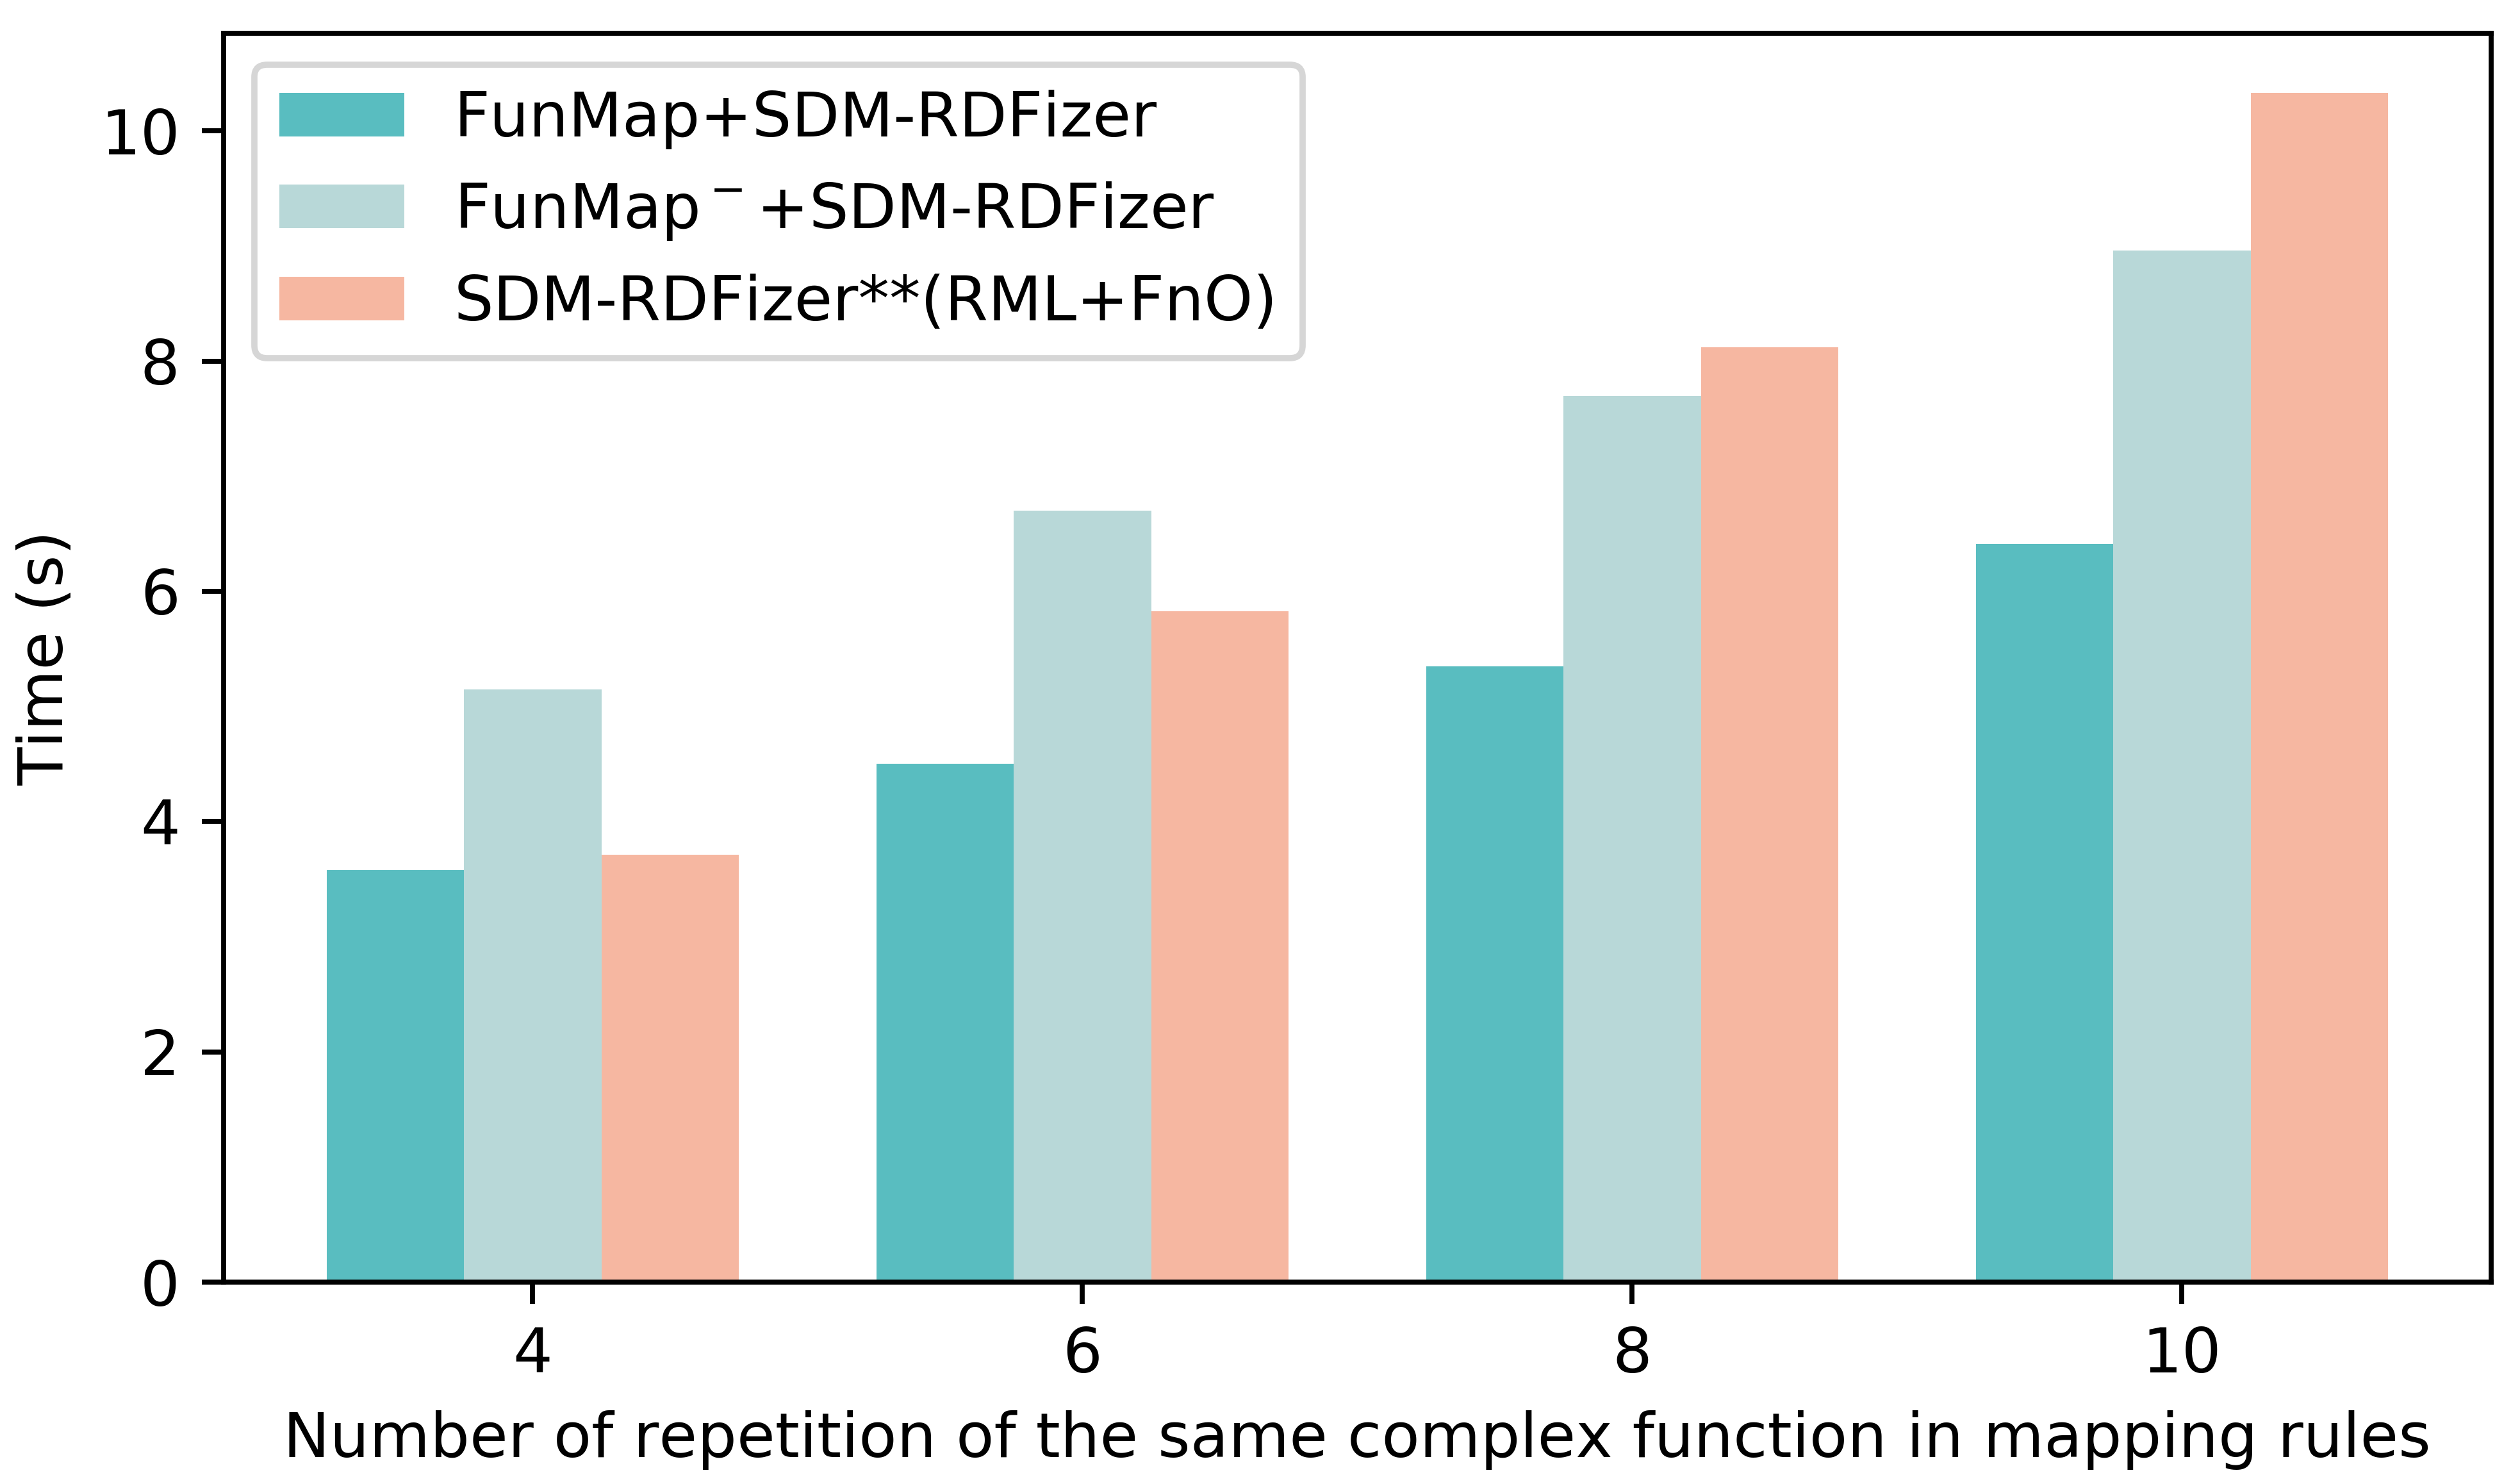 FunMap+SDM-RDFizer
FunMap⁻+SDM-RDFizer
SDM-RDFizer**(RML+FnO)
10
8
6
4
2
0
Time (s)
4 6 8 10
Number of repetition of the same complex function in mapping rules